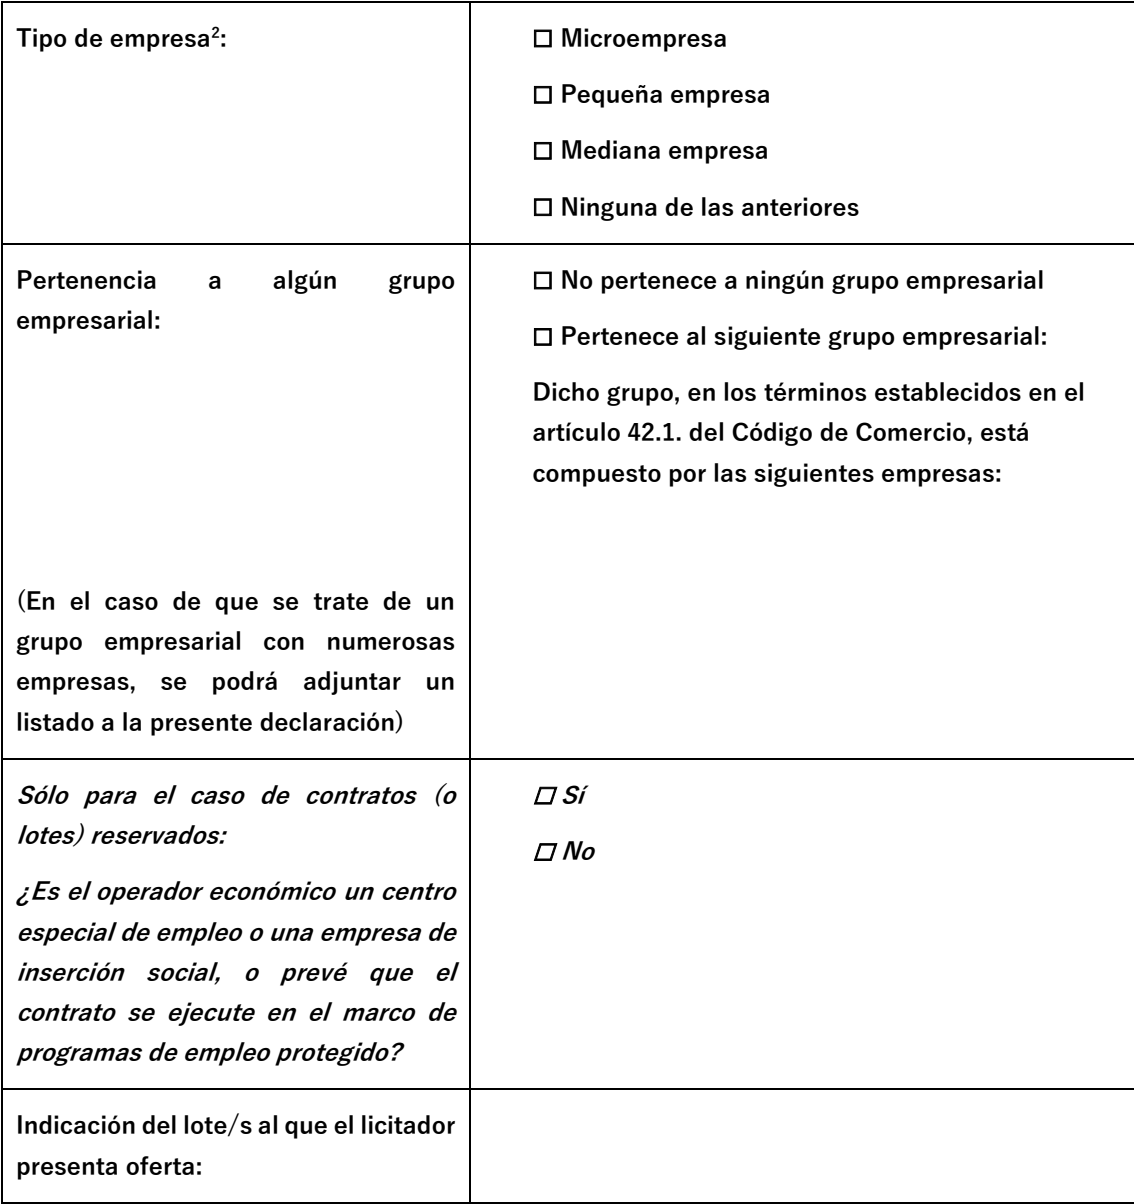 Tipo de empresa²:
☐ Microempresa
☐ Pequeña empresa
☐ Mediana empresa
☐ Ninguna de las anteriores
Pertenencia a algún grupo
empresarial:
(En el caso de que se trate de un
grupo empresarial con numerosas
empresas, se podrá adjuntar un
listado a la presente declaración)
☐ No pertenece a ningún grupo empresarial
☐ Pertenece al siguiente grupo empresarial:
Dicho grupo, en los términos establecidos en el
artículo 42.1. del Código de Comercio, está
compuesto por las siguientes empresas:
Sólo para el caso de contratos (o
lotes) reservados:
¿Es el operador económico un centro
especial de empleo o una empresa de
inserción social, o prevé que el
contrato se ejecute en el marco de
programas de empleo protegido?
☐ Sí
☐ No
Indicación del lote/s al que el licitador
presenta oferta: